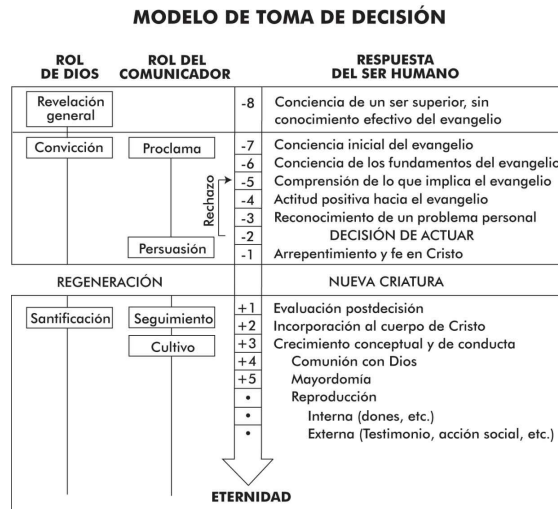 MODELO DE TOMA DE DECISIÓN
ROL
DE DIOS
ROL DEL
COMUNICADOR
RESPUESTA
DEL SER HUMANO
Revelación
general
-8 Conciencia de un ser superior, sin
conocimiento efectivo del evangelio
Convicción Proclama -7 Conciencia inicial del evangelio
-6 Conciencia de los fundamentos del evangelio
-5 Comprensión de lo que implica el evangelio
-4 Actitud positiva hacia el evangelio
Rechazo
-3 Reconocimiento de un problema personal
-2 DECISIÓN DE ACTUAR
Persuasión -1 Arrepentimiento y fe en Cristo
REGENERACIÓN NUEVA CRIATURA
+1 Evaluación postdecisión
Santificación Seguimiento +2 Incorporación al cuerpo de Cristo
Cultivo +3 Crecimiento conceptual y de conducta
+4 Comunión con Dios
+5 Mayordomía
• Reproducción
• Interna (dones, etc.)
• Externa (Testimonio, acción social, etc.)
ETERNIDAD